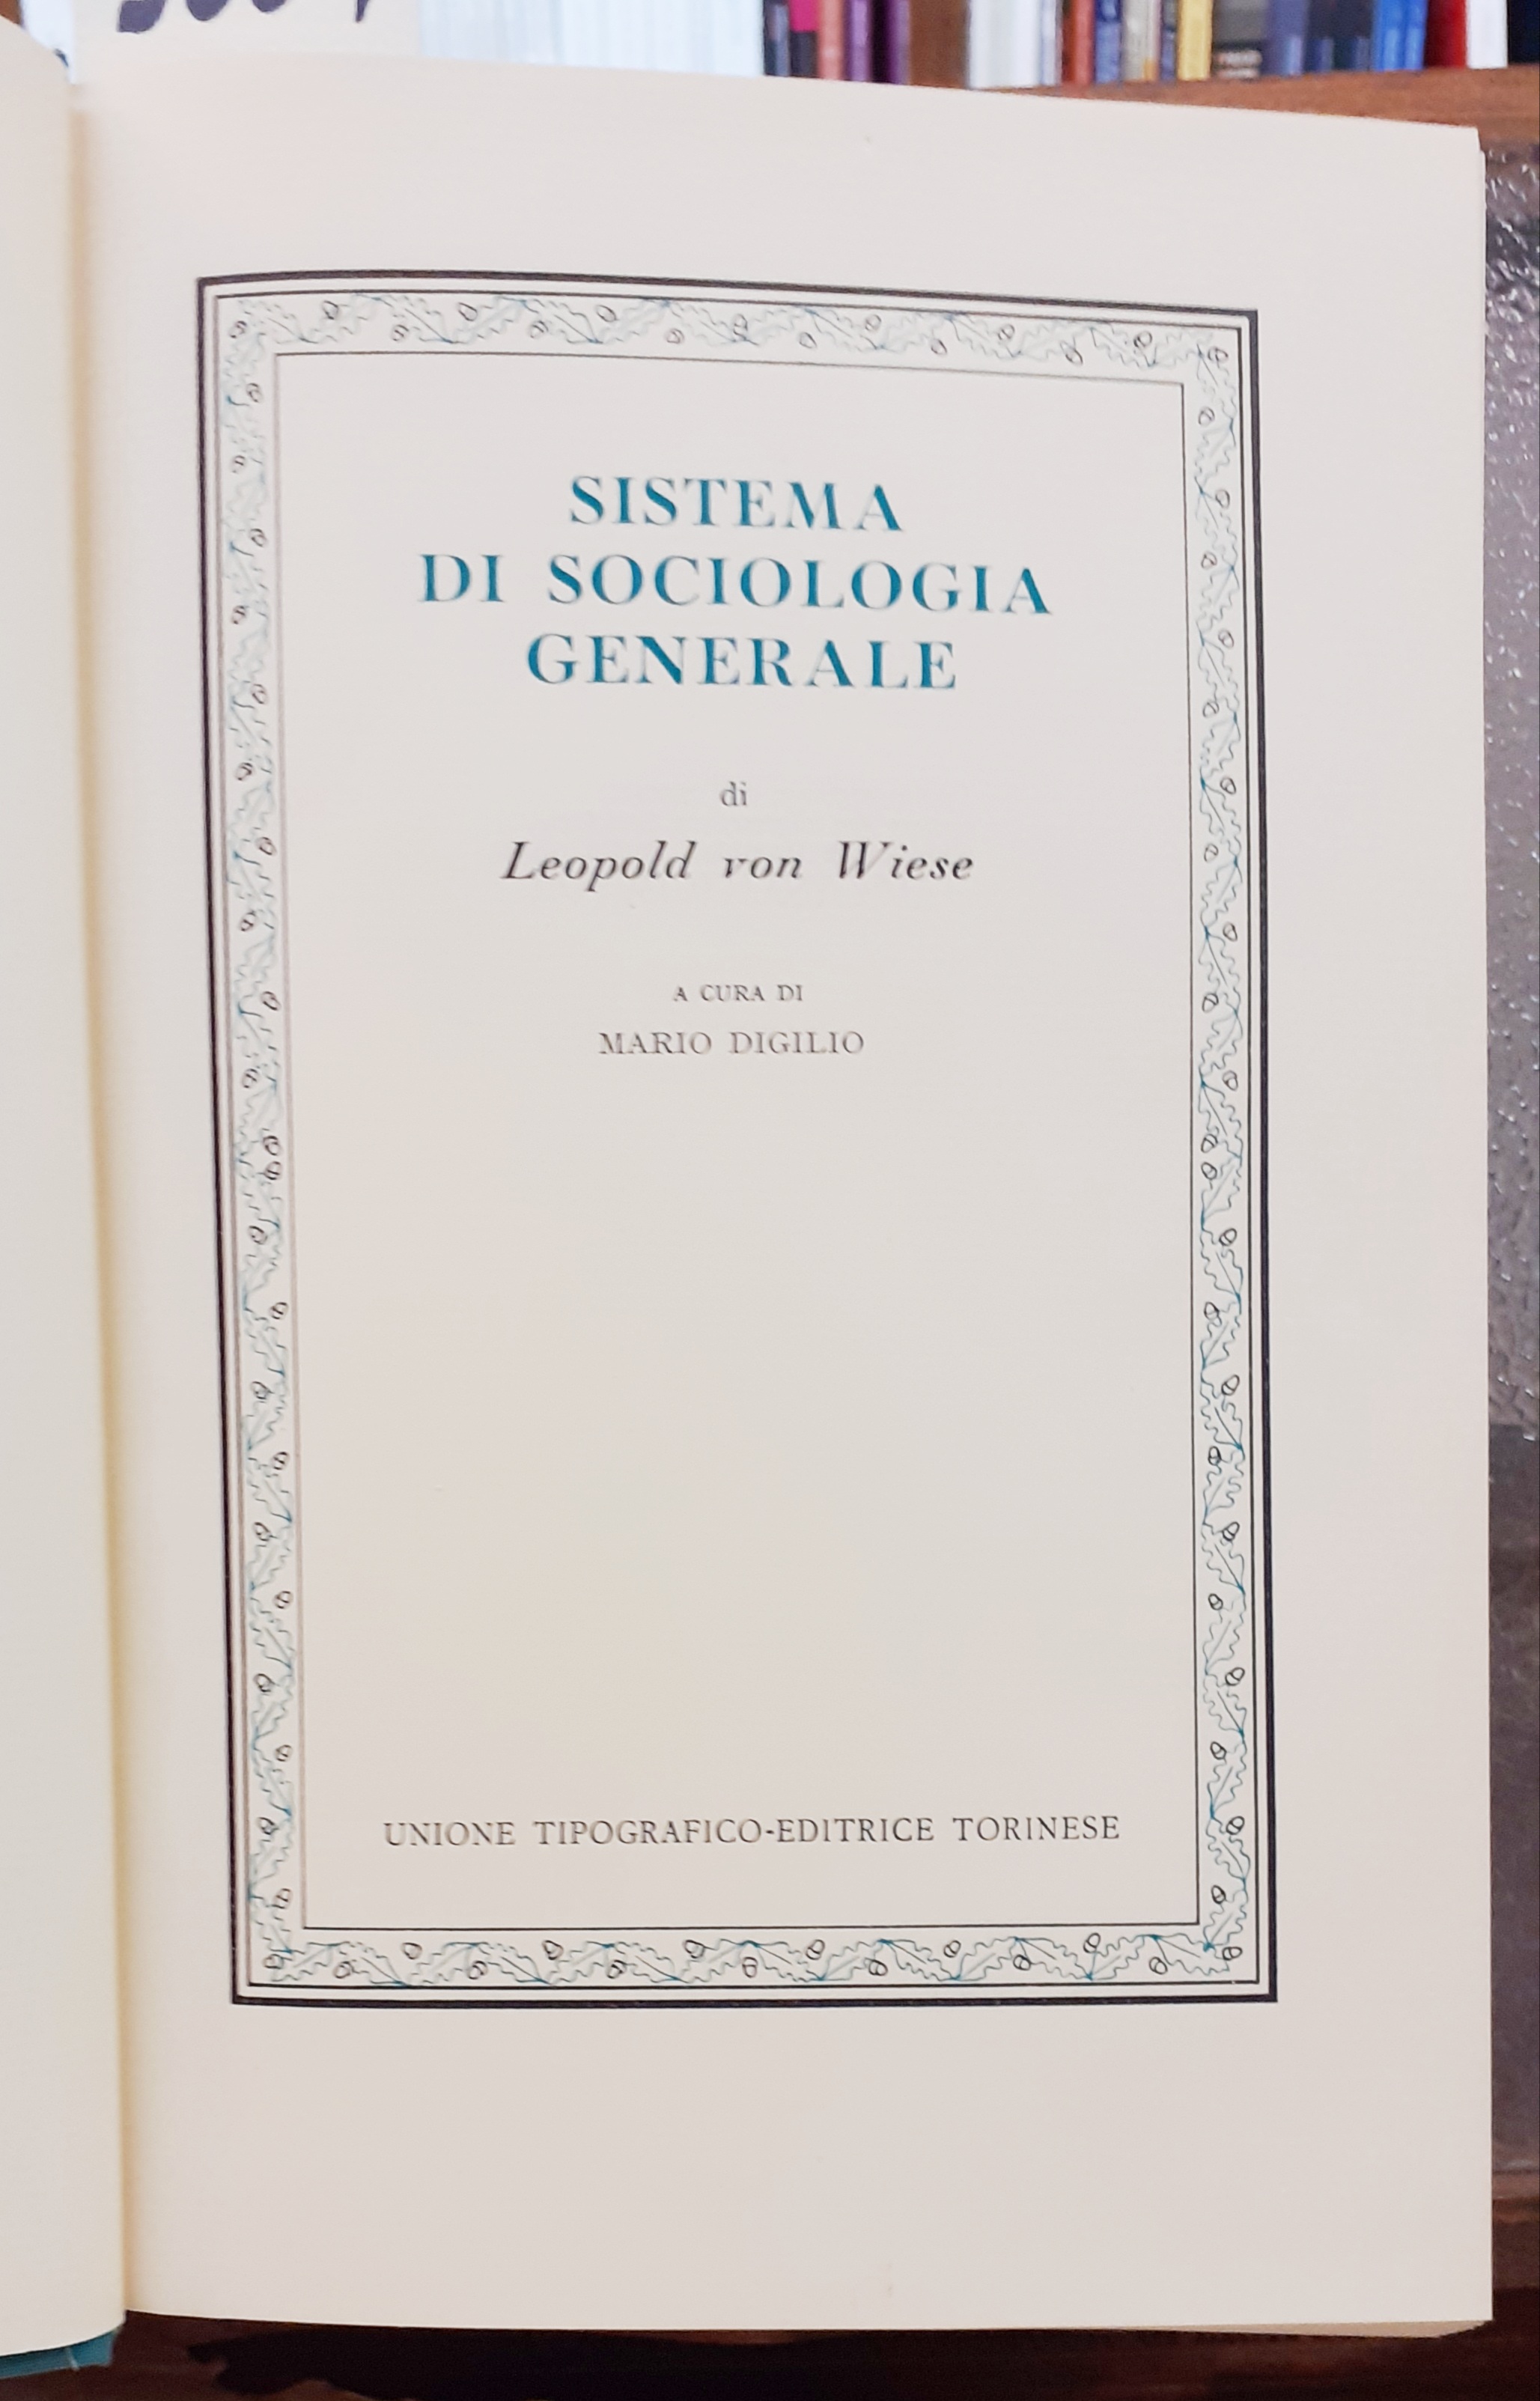 SISTEMA
DI SOCIOLOGIA
GENERALE
di
Leopold von Wiese
A CURA DI
MARIO DIGILIO
UNIONE TIPOGRAFICO-EDITRICE TORINESE